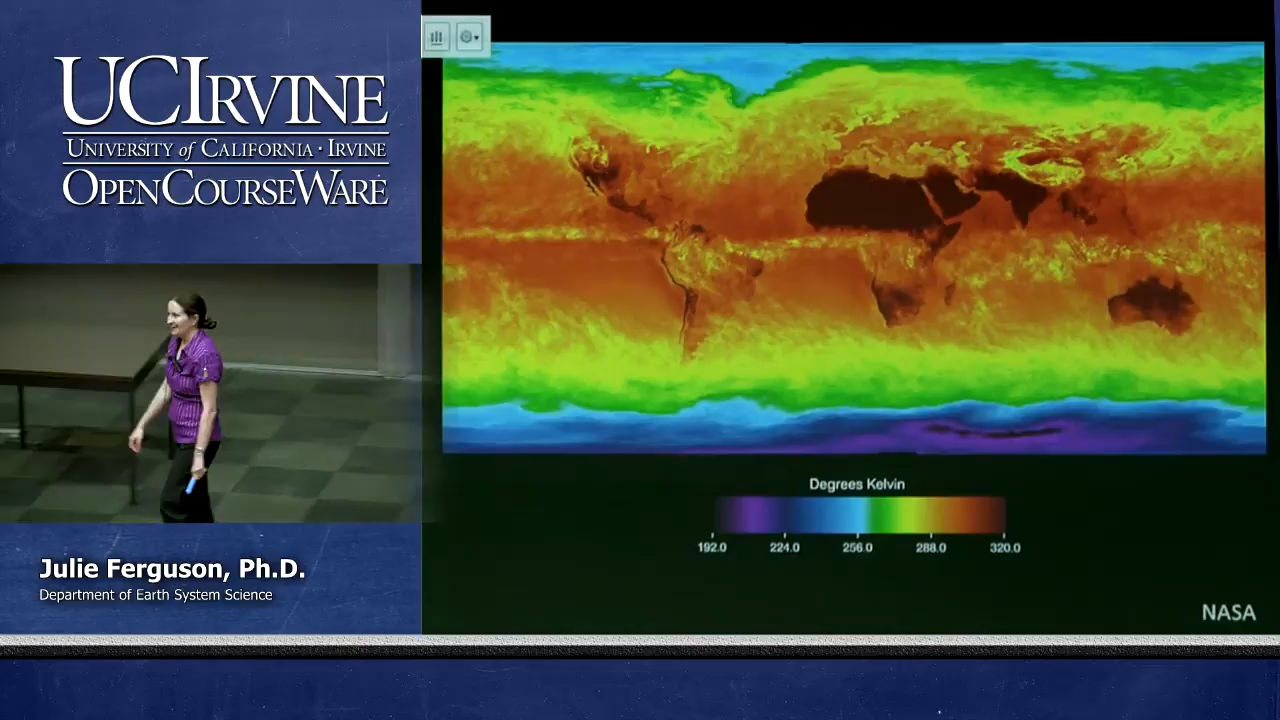 UCIRVINE
UNIVERSITY of CALIFORNIA · IRVINE
OPENCOURSEWARE
Julie Ferguson, Ph.D.
Department of Earth System Science
Degrees Kelvin
192.0 224.0 256.0 288.0 320.0
NASA